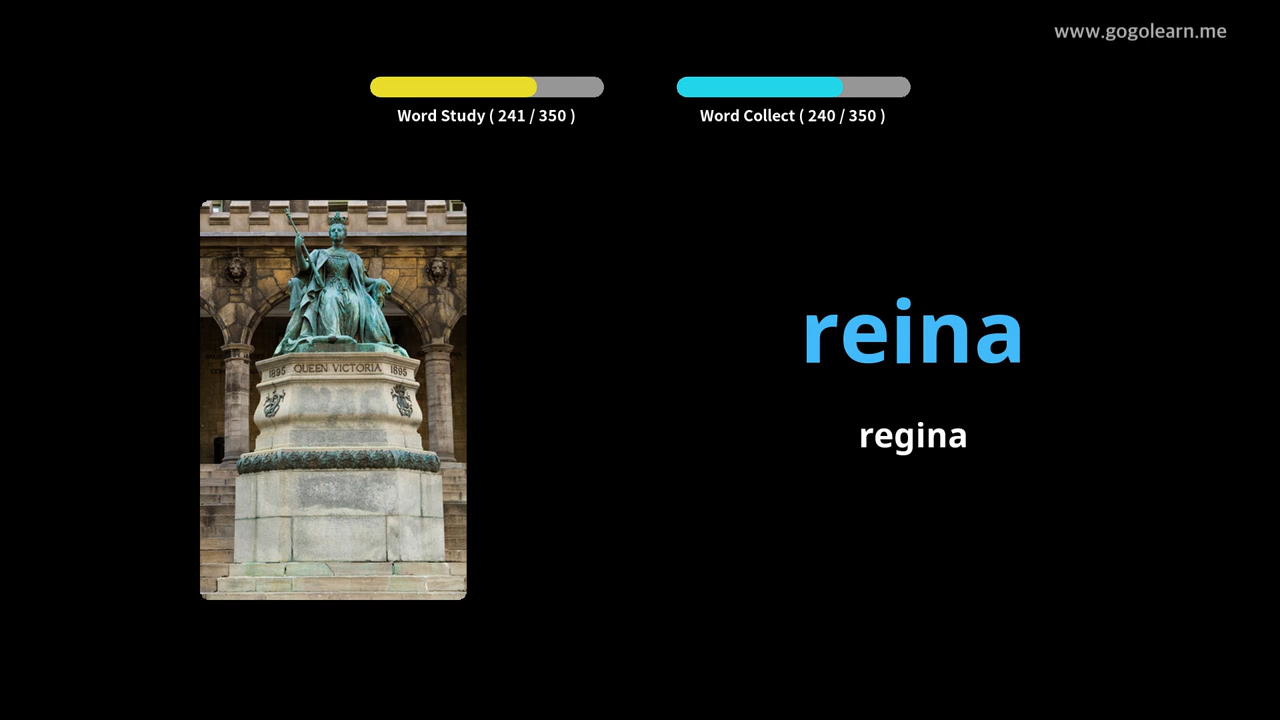 www.gogolearn.me
Word Study ( 241 / 350 )
Word Collect ( 240 / 350 )
1895 QUEEN VICTORIA 1895
reina
regina